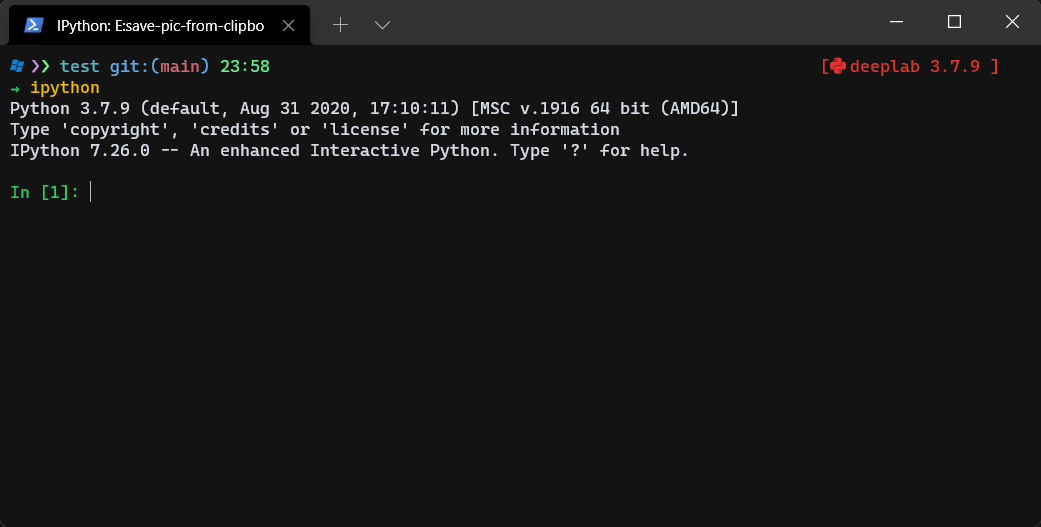 IPython: E:save-pic-from-clipbo
❯❯ test git:(main) 23:58 [deeplab 3.7.9 ]
→ ipython
Python 3.7.9 (default, Aug 31 2020, 17:10:11) [MSC v.1916 64 bit (AMD64)]
Type 'copyright', 'credits' or 'license' for more information
IPython 7.26.0 -- An enhanced Interactive Python. Type '?' for help.
In [1]: